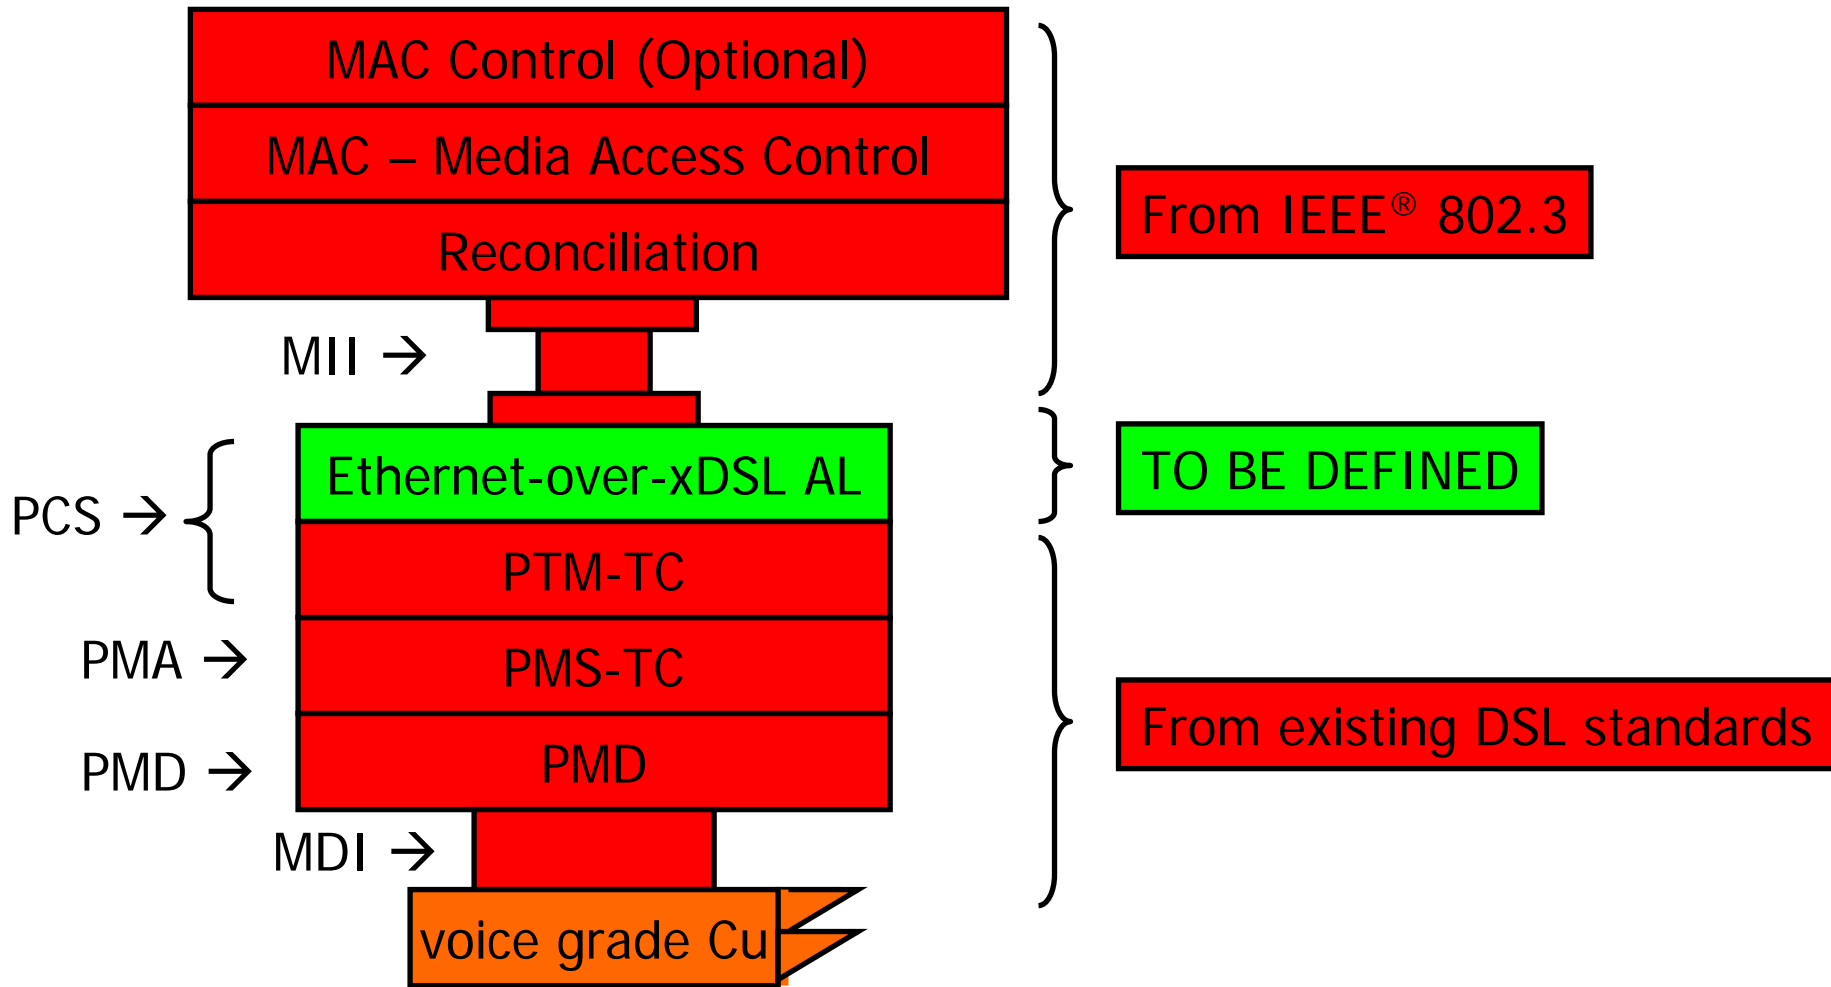 MAC Control (Optional)
MAC – Media Access Control
Reconciliation
From IEEE® 802.3
MII →
Ethernet-over-xDSL AL
TO BE DEFINED
PCS →
PTM-TC
PMA →
PMS-TC
From existing DSL standards
PMD →
PMD
MDI →
voice grade Cu